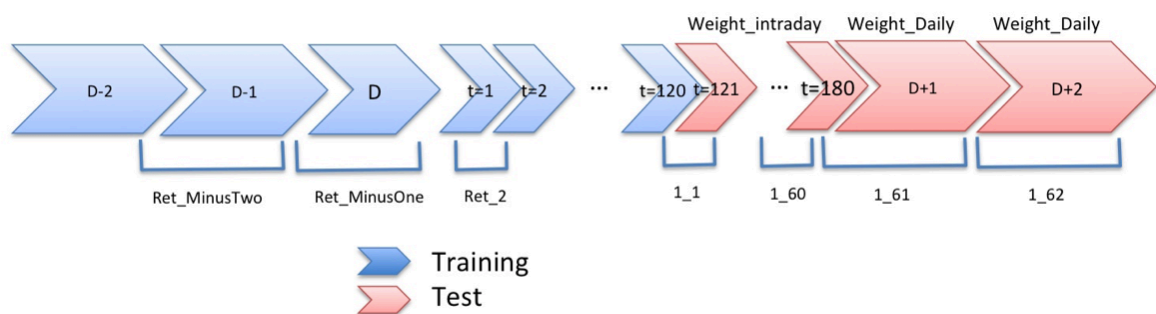 Weight_intraday Weight_Daily Weight_Daily
D-2 D-1 D t=1 t=2 ... t=120 t=121 ... t=180 D+1 D+2
Ret_MinusTwo Ret_MinusOne Ret_2 1_1 1_60 1_61 1_62
Training
Test